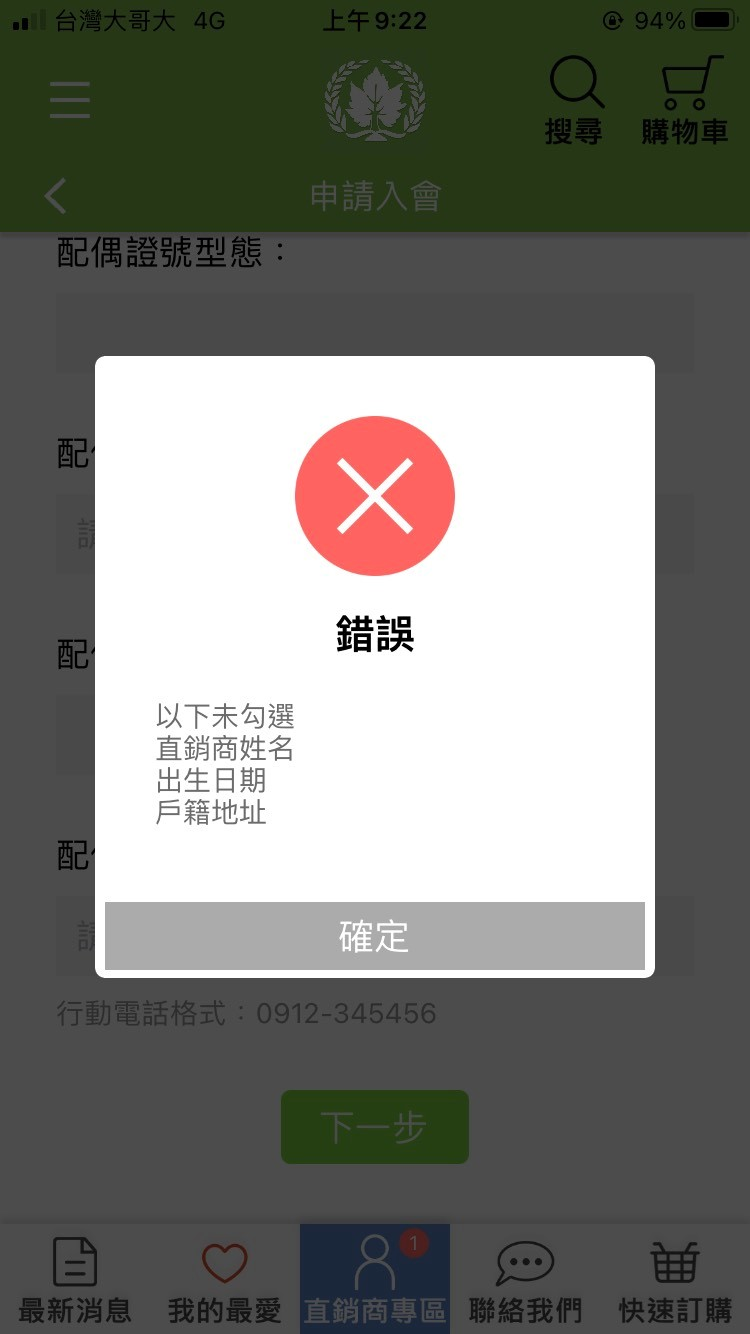 台灣大哥大 4G 上午9:22 94%
搜尋 購物車
申請入會
配偶證號型態：
錯誤
以下未勾選
直銷商姓名
出生日期
戶籍地址
確定
行動電話格式：0912-345456
下一步
1
最新消息 我的最愛 直銷商專區 聯絡我們 快速訂購